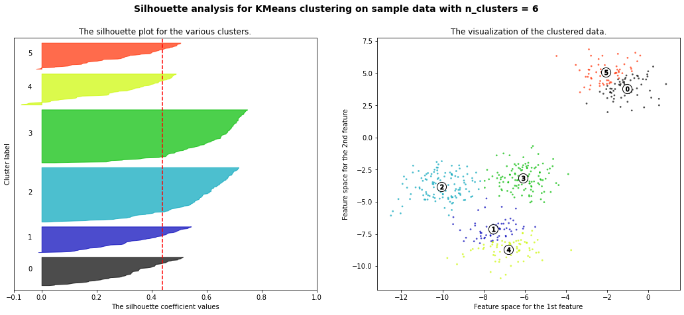 Silhouette analysis for KMeans clustering on sample data with n_clusters = 6
The silhouette plot for the various clusters.
Cluster label
5
4
3
2
1
0
−0.1 0.0 0.2 0.4 0.6 0.8 1.0
The silhouette coefficient values
The visualization of the clustered data.
Feature space for the 2nd feature
7.5
5.0
2.5
0.0
−2.5
−5.0
−7.5
−10.0
5
0
3
2
1
4
−12 −10 −8 −6 −4 −2 0
Feature space for the 1st feature